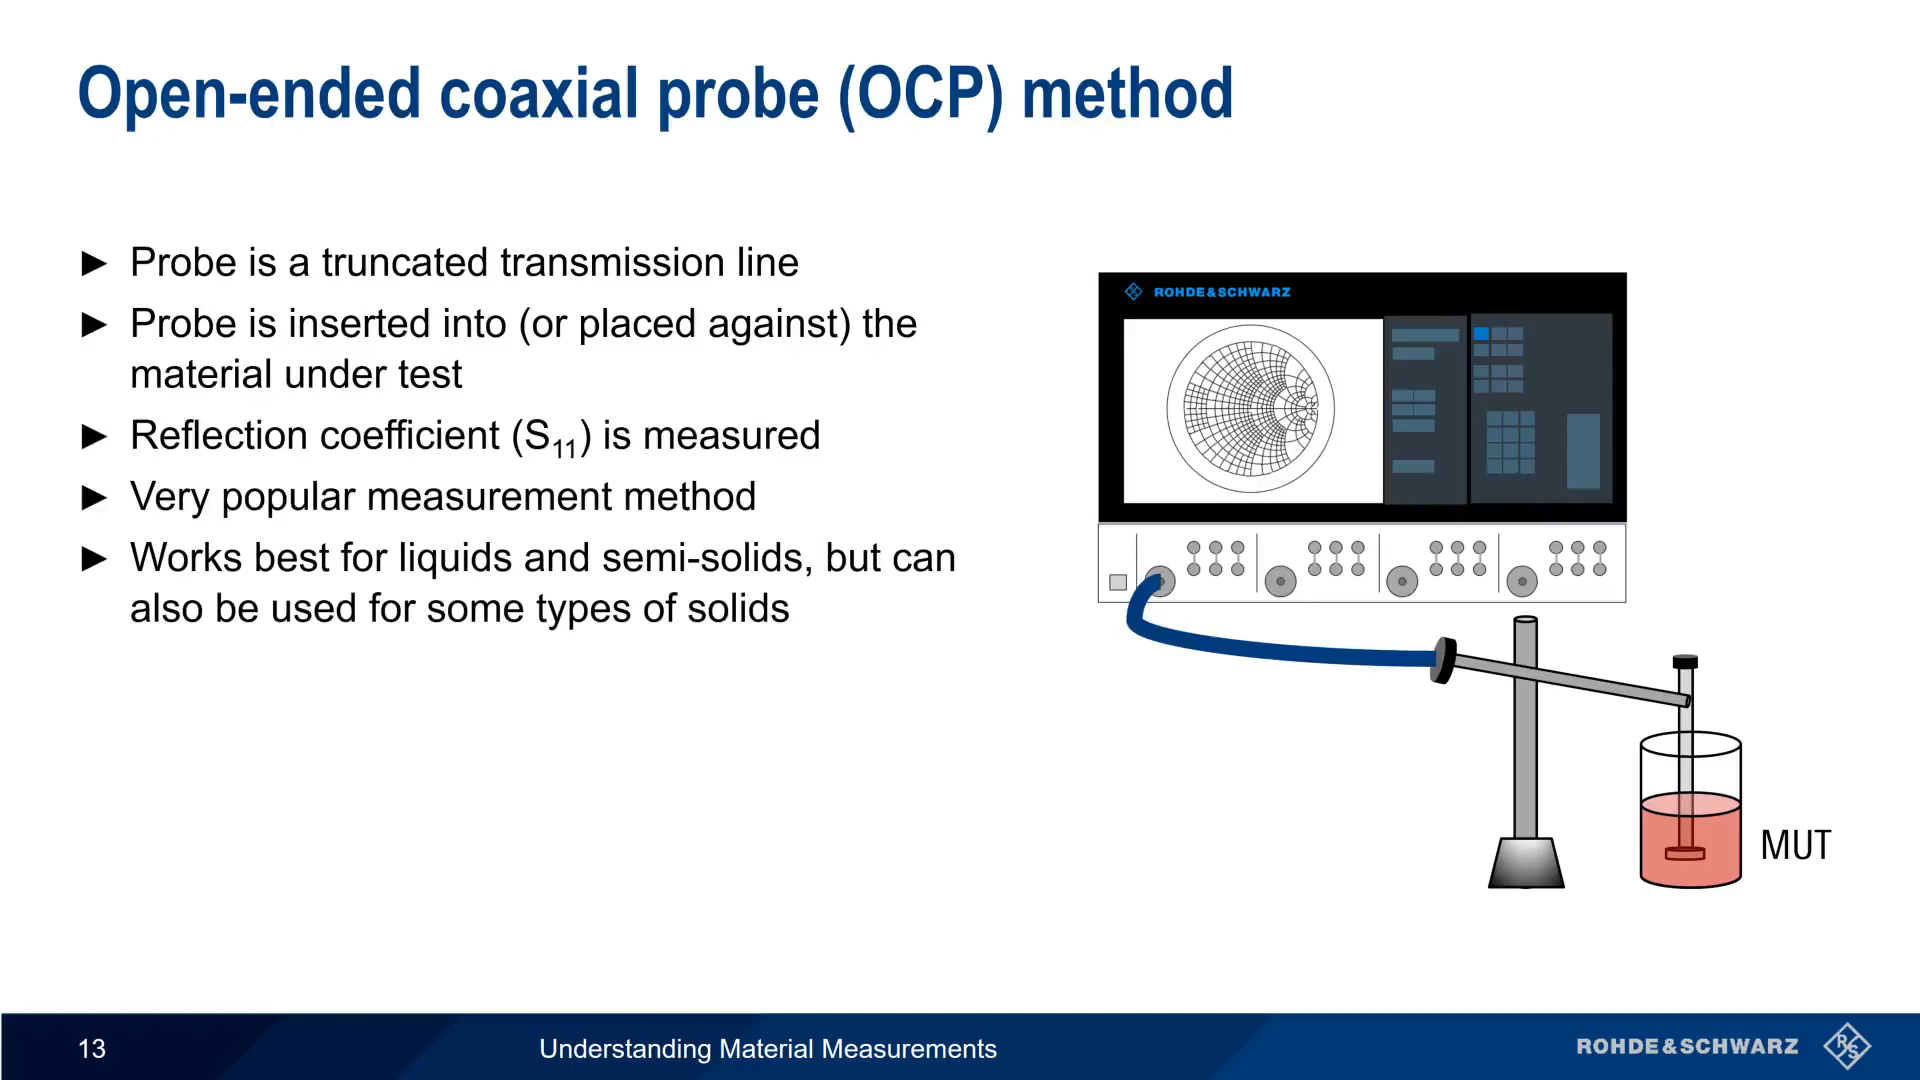 Open-ended coaxial probe (OCP) method
► Probe is a truncated transmission line
► Probe is inserted into (or placed against) the
material under test
► Reflection coefficient (S11) is measured
► Very popular measurement method
► Works best for liquids and semi-solids, but can
also be used for some types of solids
ROHDE&SCHWARZ
MUT
13
Understanding Material Measurements
ROHDE&SCHWARZ